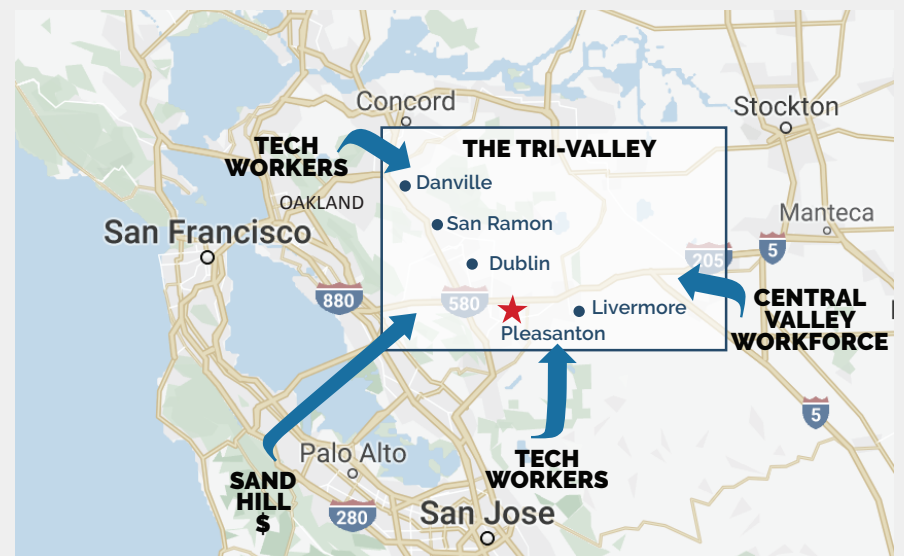 Concord
Stockton
TECH
WORKERS
THE TRI-VALLEY
Danville
OAKLAND
San Ramon
Manteca
San Francisco
Dublin
205
5
880
580
Livermore
Pleasanton
CENTRAL
VALLEY
WORKFORCE
5
Palo Alto
SAND
HILL
$
TECH
WORKERS
280
San Jose